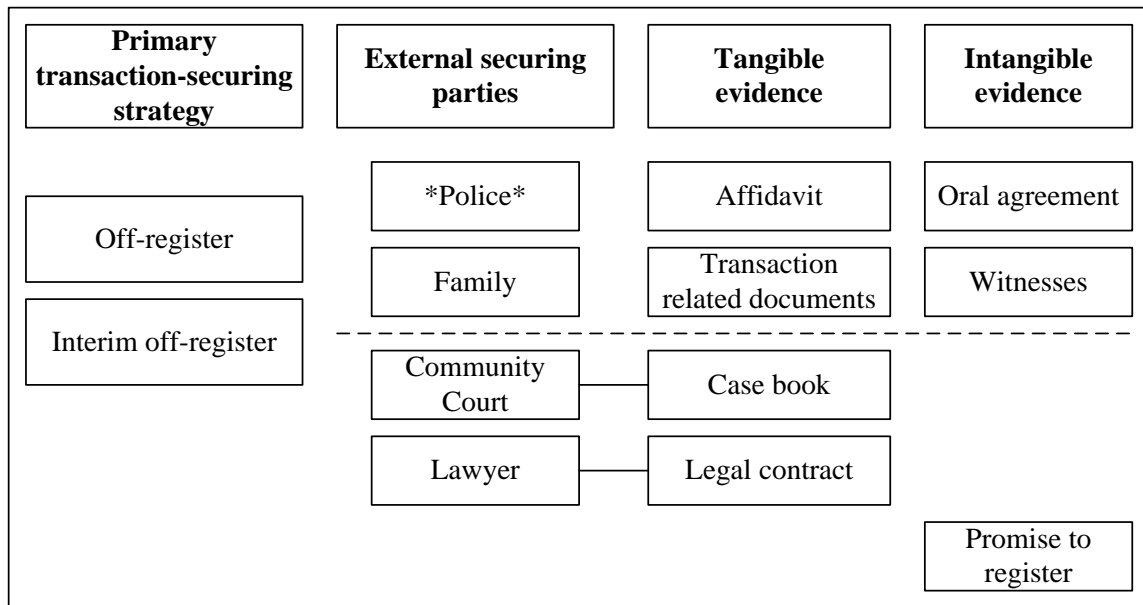 Primary
transaction-securing
strategy
External securing
parties
Tangible
evidence
Intangible
evidence
Off-register
Interim off-register
*Police*
Family
Community
Court
Lawyer
Affidavit
Transaction
related documents
Case book
Legal contract
Oral agreement
Witnesses
Promise to
register